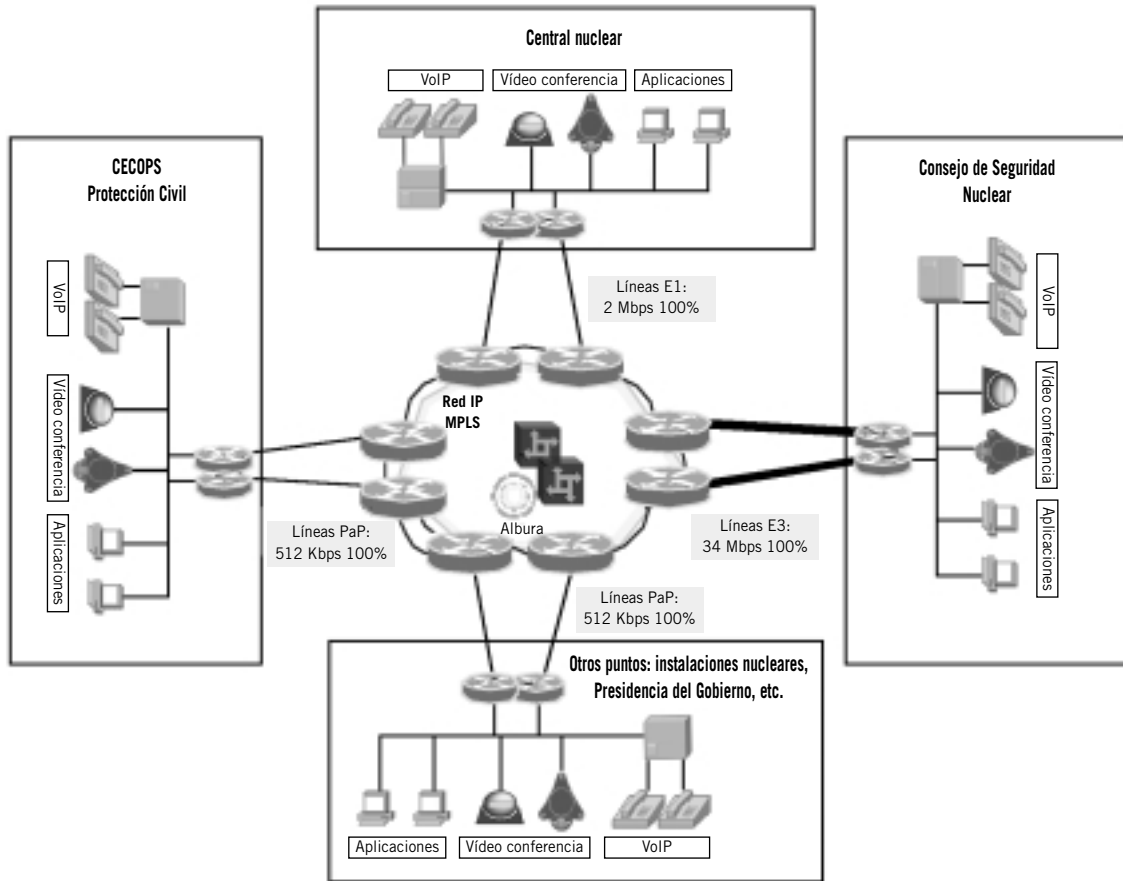 Central nuclear
VoIP
Vídeo conferencia
Aplicaciones
CECOPS
Protección Civil
VoIP
Vídeo conferencia
Aplicaciones
Consejo de Seguridad
Nuclear
VoIP
Vídeo conferencia
Aplicaciones
Líneas E1:
2 Mbps 100%
Red IP
MPLS
Albura
Líneas PaP:
512 Kbps 100%
Líneas E3:
34 Mbps 100%
Líneas PaP:
512 Kbps 100%
Otros puntos: instalaciones nucleares,
Presidencia del Gobierno, etc.
Aplicaciones
Vídeo conferencia
VoIP